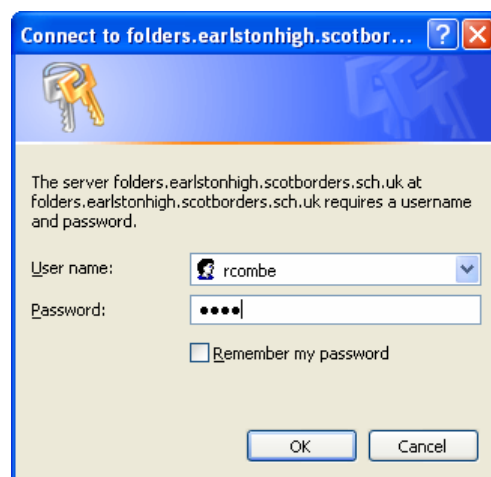 Connect to folders.earlstonhigh.scotbor...
The server folders.earlstonhigh.scotborders.sch.uk at
folders.earlstonhigh.scotborders.sch.uk requires a username
and password.
User name:
rcombe
Password:
••••
Remember my password
OK
Cancel